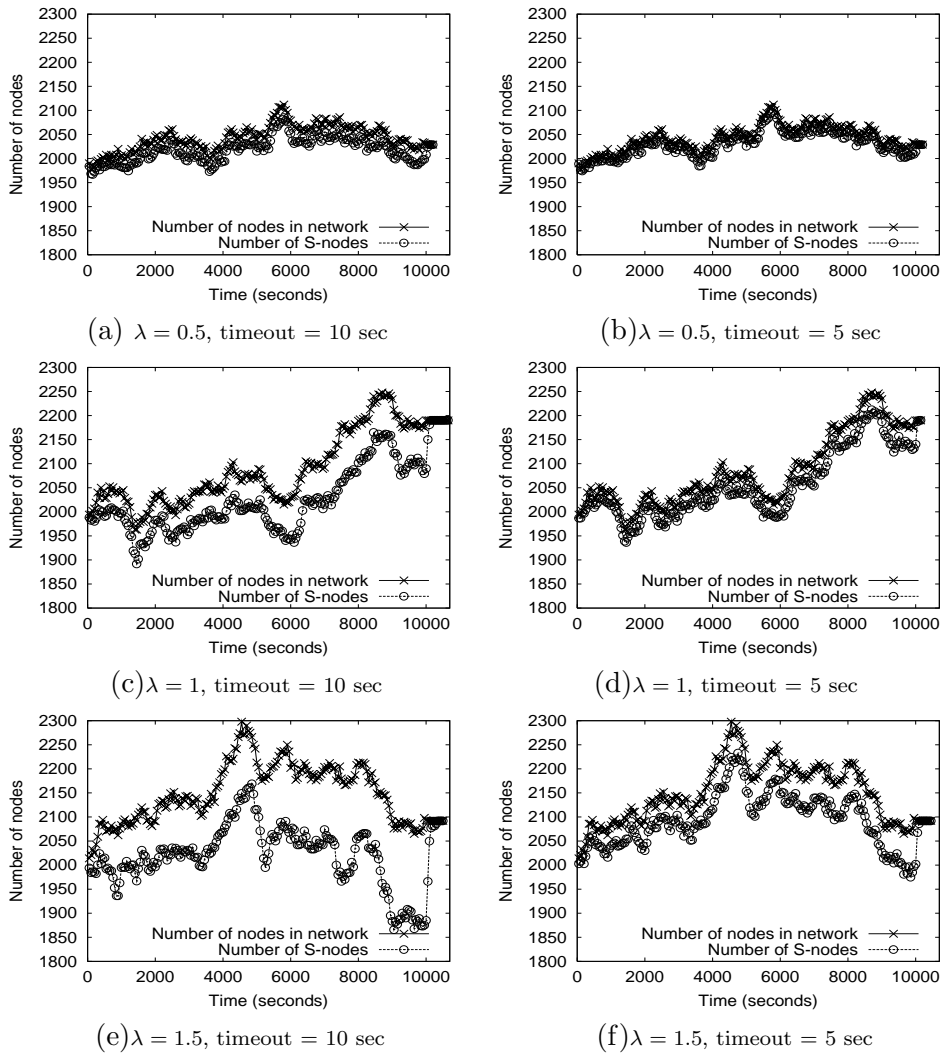 2300
2250
2200
2150
2100
2050
2000
1950
1900
1850
1800
Number of nodes
Number of nodes in network
Number of S-nodes
0 2000 4000 6000 8000 10000
Time (seconds)
(a) λ = 0.5, timeout = 10 sec
2300
2250
2200
2150
2100
2050
2000
1950
1900
1850
1800
Number of nodes
Number of nodes in network
Number of S-nodes
0 2000 4000 6000 8000 10000
Time (seconds)
(b)λ = 0.5, timeout = 5 sec
2300
2250
2200
2150
2100
2050
2000
1950
1900
1850
1800
Number of nodes
Number of nodes in network
Number of S-nodes
0 2000 4000 6000 8000 10000
Time (seconds)
(c)λ = 1, timeout = 10 sec
2300
2250
2200
2150
2100
2050
2000
1950
1900
1850
1800
Number of nodes
Number of nodes in network
Number of S-nodes
0 2000 4000 6000 8000 10000
Time (seconds)
(d)λ = 1, timeout = 5 sec
2300
2250
2200
2150
2100
2050
2000
1950
1900
1850
1800
Number of nodes
Number of nodes in network
Number of S-nodes
0 2000 4000 6000 8000 10000
Time (seconds)
(e)λ = 1.5, timeout = 10 sec
2300
2250
2200
2150
2100
2050
2000
1950
1900
1850
1800
Number of nodes
Number of nodes in network
Number of S-nodes
0 2000 4000 6000 8000 10000
Time (seconds)
(f)λ = 1.5, timeout = 5 sec